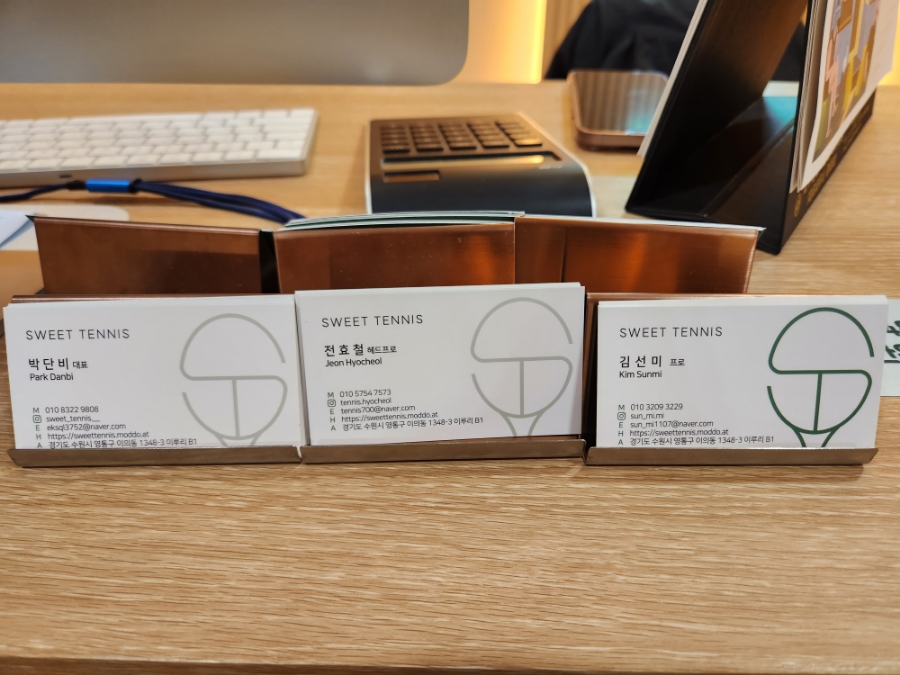 SWEET TENNIS
박단비 대표
Park Danbi
M 010 8322 9808
sweet_tennis__
E eksql3752@naver.com
H https://sweettennis.moddo.at
A 경기도 수원시 영통구 이의동 1348-3 이루리 B1
SWEET TENNIS
전효철 헤드프로
Jeon Hyocheol
M 010 5754 7573
tennis.hyocheol
E tennis700@naver.com
H https://sweettennis.moddo.at
A 경기도 수원시 영통구 이의동 1348-3 이루리 B1
SWEET TENNIS
김선미 프로
Kim Sunmi
M 010 3209 3229
sun_mi.mi
E sun_mi1107@naver.com
H https://sweettennis.moddo.at
A 경기도 수원시 영통구 이의동 1348-3 이루리 B1